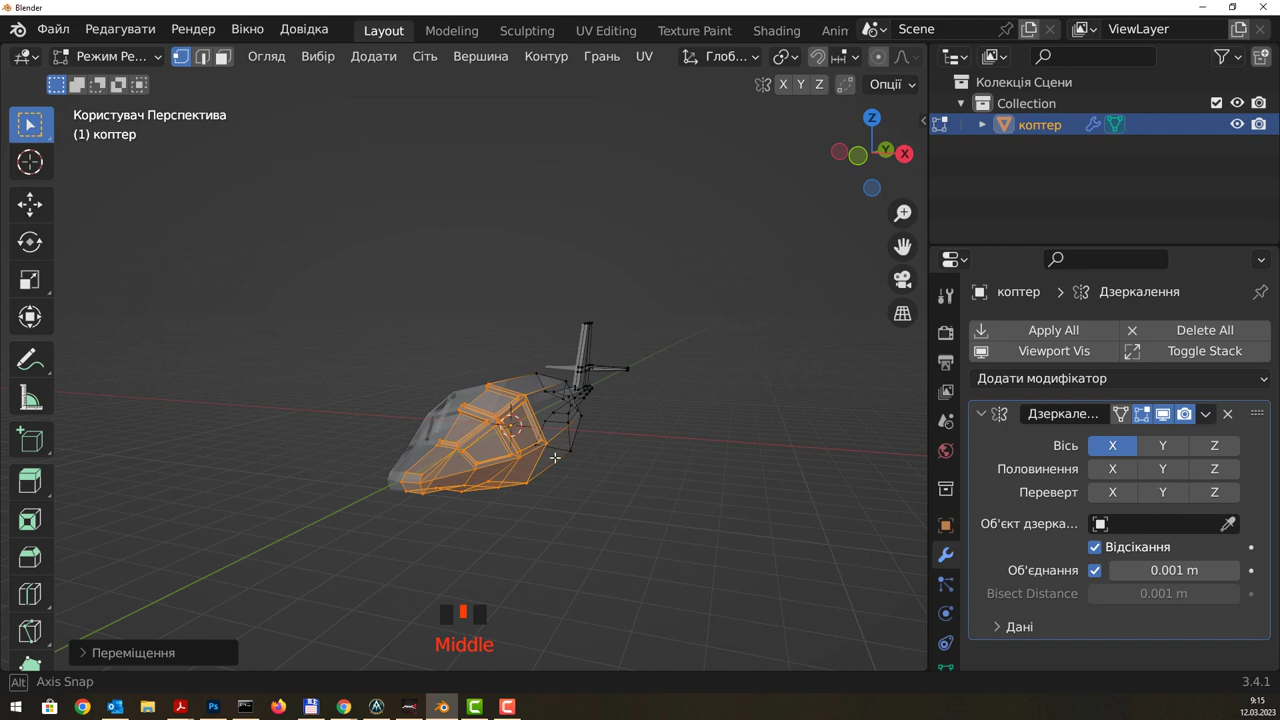 Blender
Файл Редагувати Рендер Вікно Довідка Layout Modeling Sculpting UV Editing Texture Paint Shading Anin Scene ViewLayer
Режим Ре... Огляд Вибір Додати Сіть Вершина Контур Грань UV Глоб...
X Y Z Опції
Колекція Сцени
Collection
коптер
Користувач Перспектива
(1) коптер
Z
Y
X
коптер > Дзеркалення
Apply All Delete All
Viewport Vis Toggle Stack
Додати модифікатор
Дзеркале...
Вісь X Y Z
Половинення X Y Z
Переверт X Y Z
Об'єкт дзерка...
Відсікання
Об'єднання 0.001 m
Bisect Distance 0.001 m
Дані
Middle
Переміщення
Alt Axis Snap 3.4.1
9:15
12.03.2023